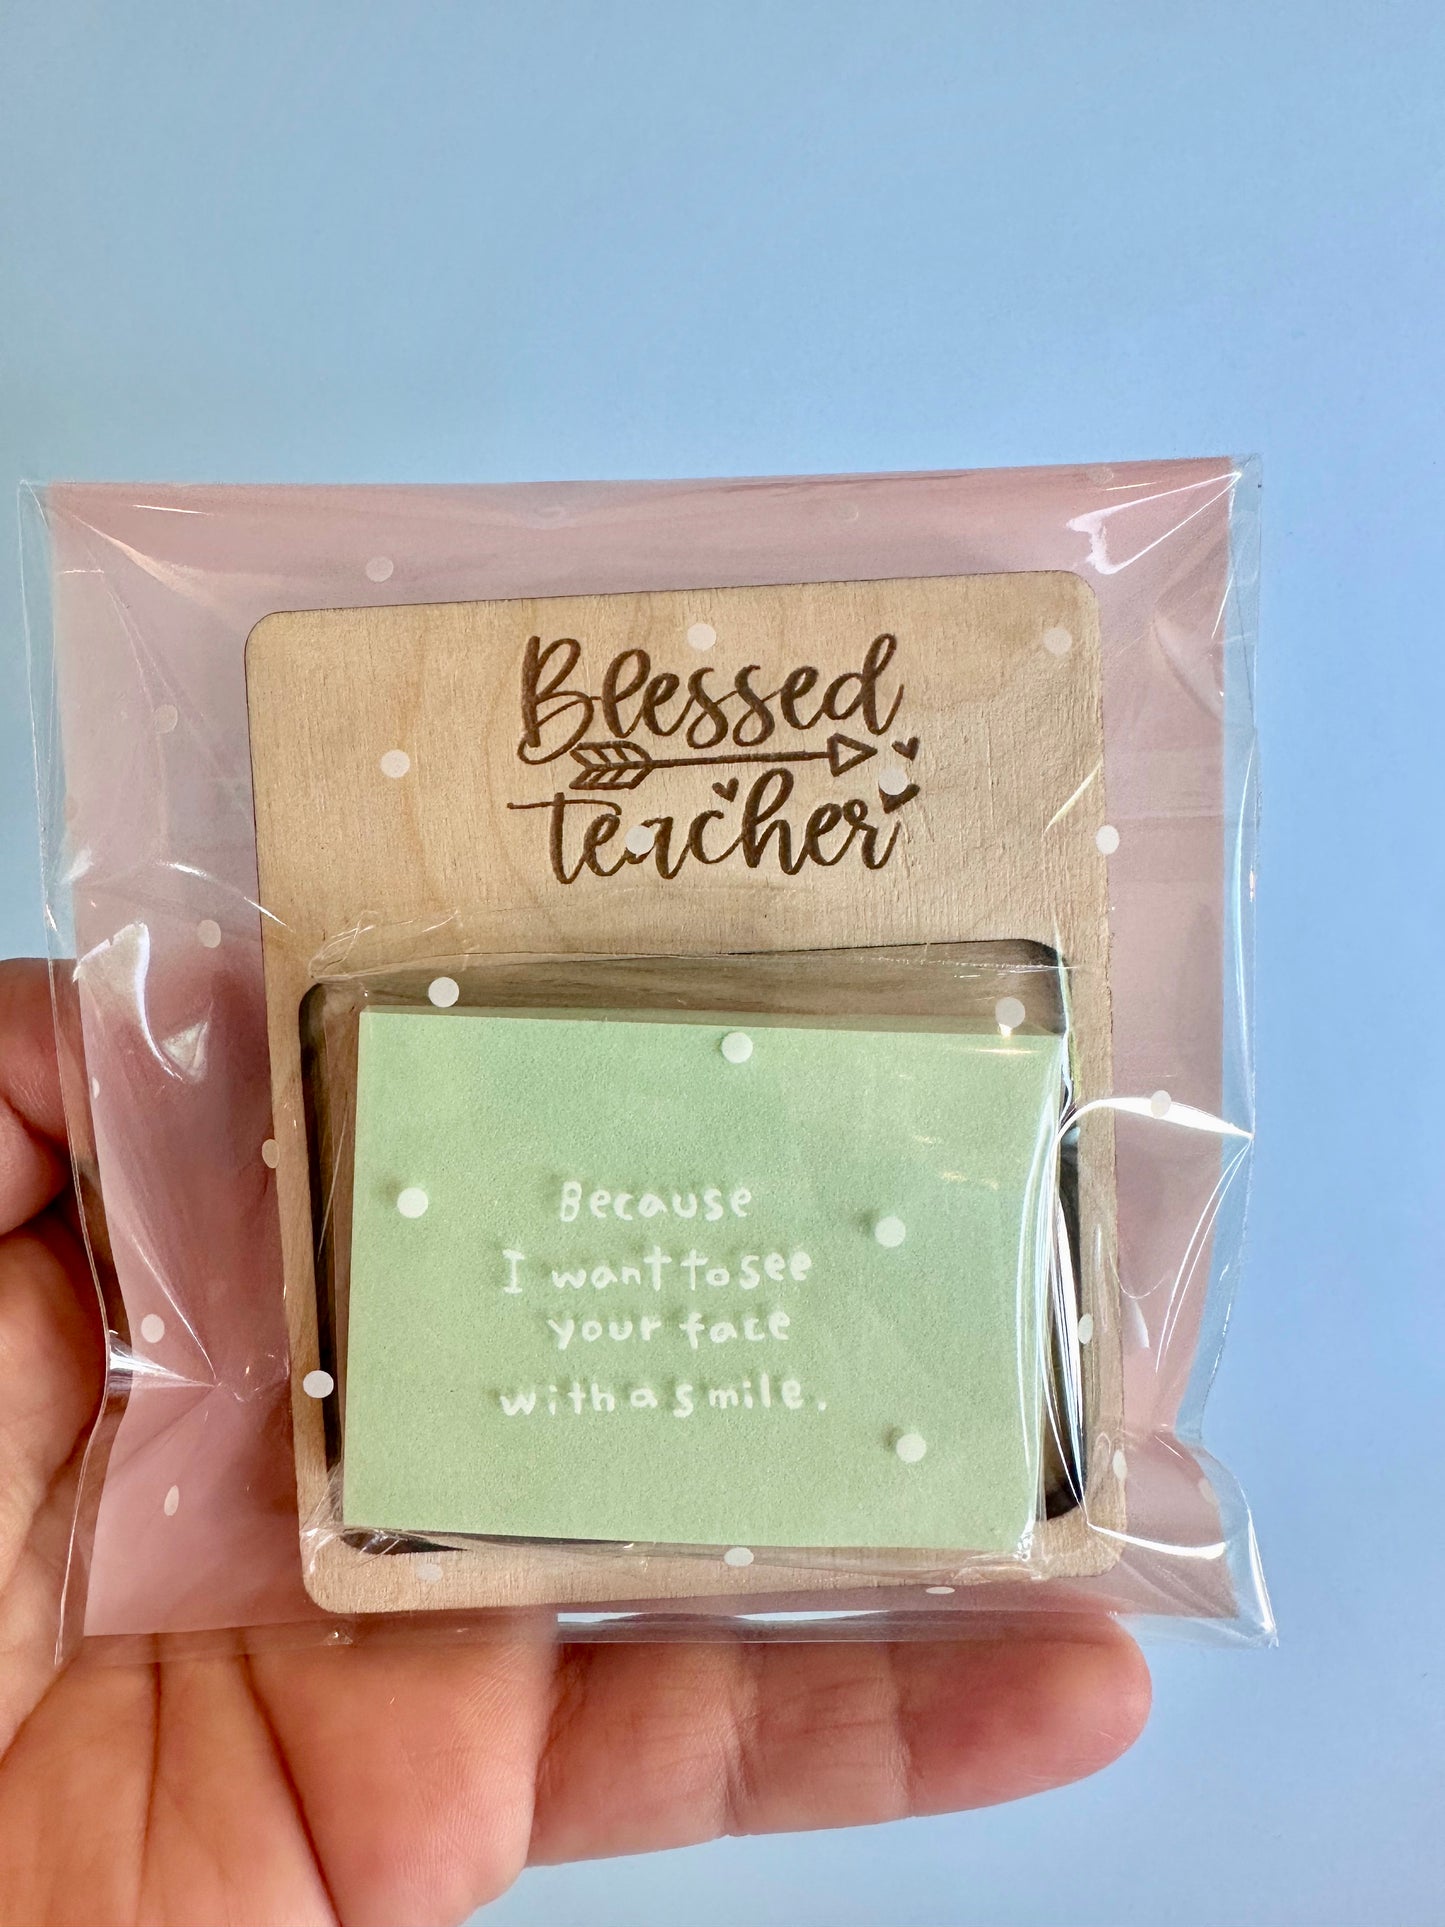 Blessed
teacher
Because
I want to see
your face
with a smile.